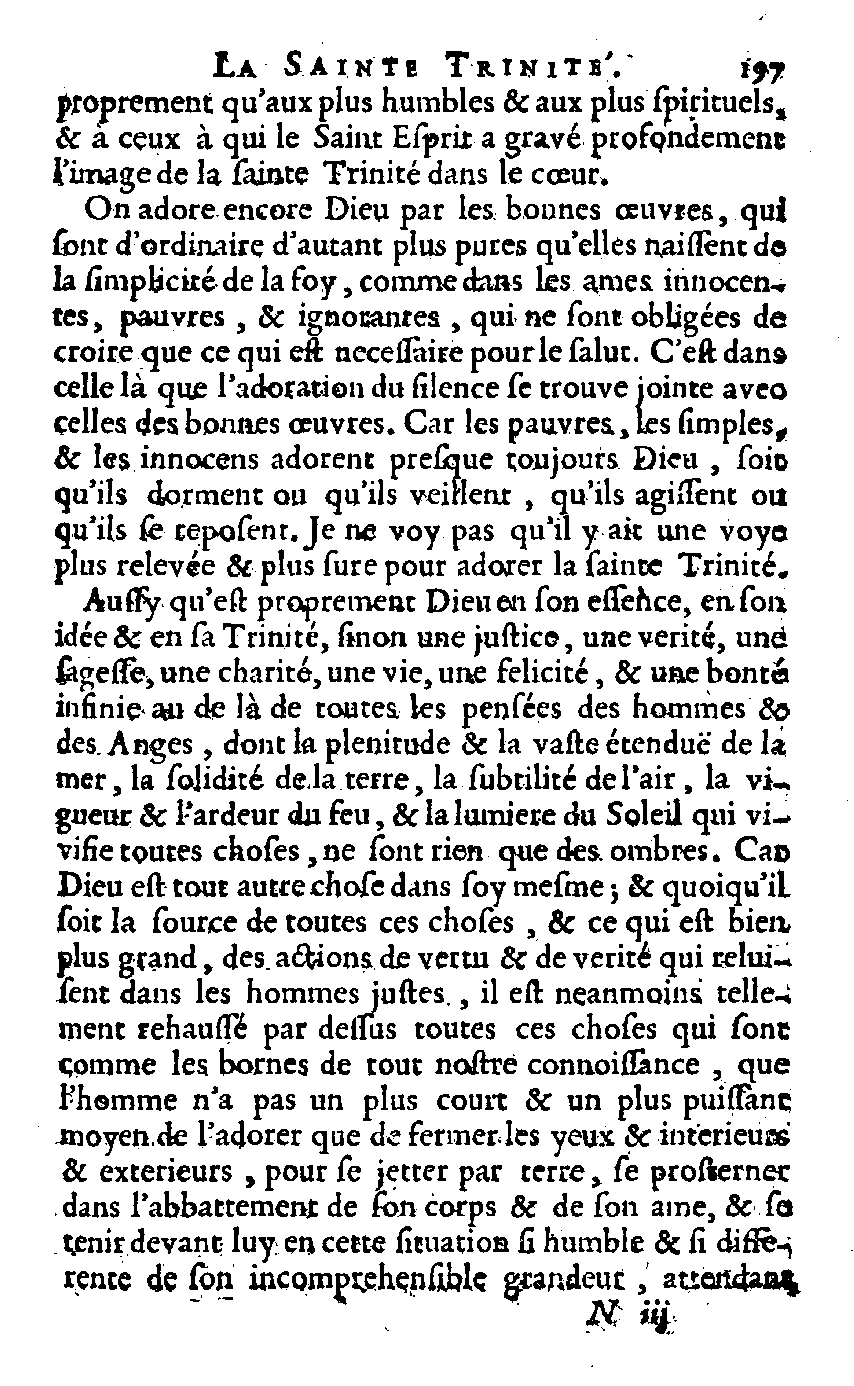 LA SAINTE TRINITE'. 197
proprement qu'aux plus humbles & aux plus ſpirituels,
& à ceux à qui le Saint Eſprit a gravé profondement
l'image de la ſainte Trinité dans le cœur.
On adore encore Dieu par les bonnes œuvres, qui
ſont d'ordinaire d'autant plus pures qu'elles naiſſent de
la ſimplicité de la foy, comme dans les ames innocen-
tes, pauvres, & ignorantes, qui ne ſont obligées de
croire que ce qui eſt neceſſaire pour le ſalut. C'eſt dans
celle là que l'adoration du ſilence ſe trouve jointe avec
celles des bonnes œuvres. Car les pauvres, les ſimples,
& les innocens adorent preſque toujours Dieu, ſoit
qu'ils dorment ou qu'ils veillent, qu'ils agiſſent ou
qu'ils ſe repoſent. Je ne voy pas qu'il y ait une voye
plus relevée & plus ſure pour adorer la ſainte Trinité.
Auſſy qu'eſt proprement Dieu en ſon eſſence, en ſon
idée & en ſa Trinité, ſinon une juſtice, une verité, une
ſageſſe, une charité, une vie, une felicité, & une bonté
infinie au de là de toutes les penſées des hommes &
des Anges, dont la plenitude & la vaſte étenduë de la
mer, la ſolidité de la terre, la ſubtilité de l'air, la vi-
gueur & l'ardeur du feu, & la lumiere du Soleil qui vi-
vifie toutes choſes, ne ſont rien que des ombres. Car
Dieu eſt tout autre choſe dans ſoy meſme; & quoiqu'il
ſoit la ſource de toutes ces choſes, & ce qui eſt bien
plus grand, des actions de vertu & de verité qui relui-
ſent dans les hommes juſtes, il eſt neanmoins telle-
ment rehauſſé par deſſus toutes ces choſes qui ſont
comme les bornes de tout noſtre connoiſſance, que
l'homme n'a pas un plus court & un plus puiſſant
moyen de l'adorer que de fermer les yeux & interieurs
& exterieurs, pour ſe jetter par terre, ſe proſterner
dans l'abbattement de ſon corps & de ſon ame, & ſe
tenir devant luy en cette ſituation ſi humble & ſi diffe-
rente de ſon incomprehenſible grandeur, attendant
N iij